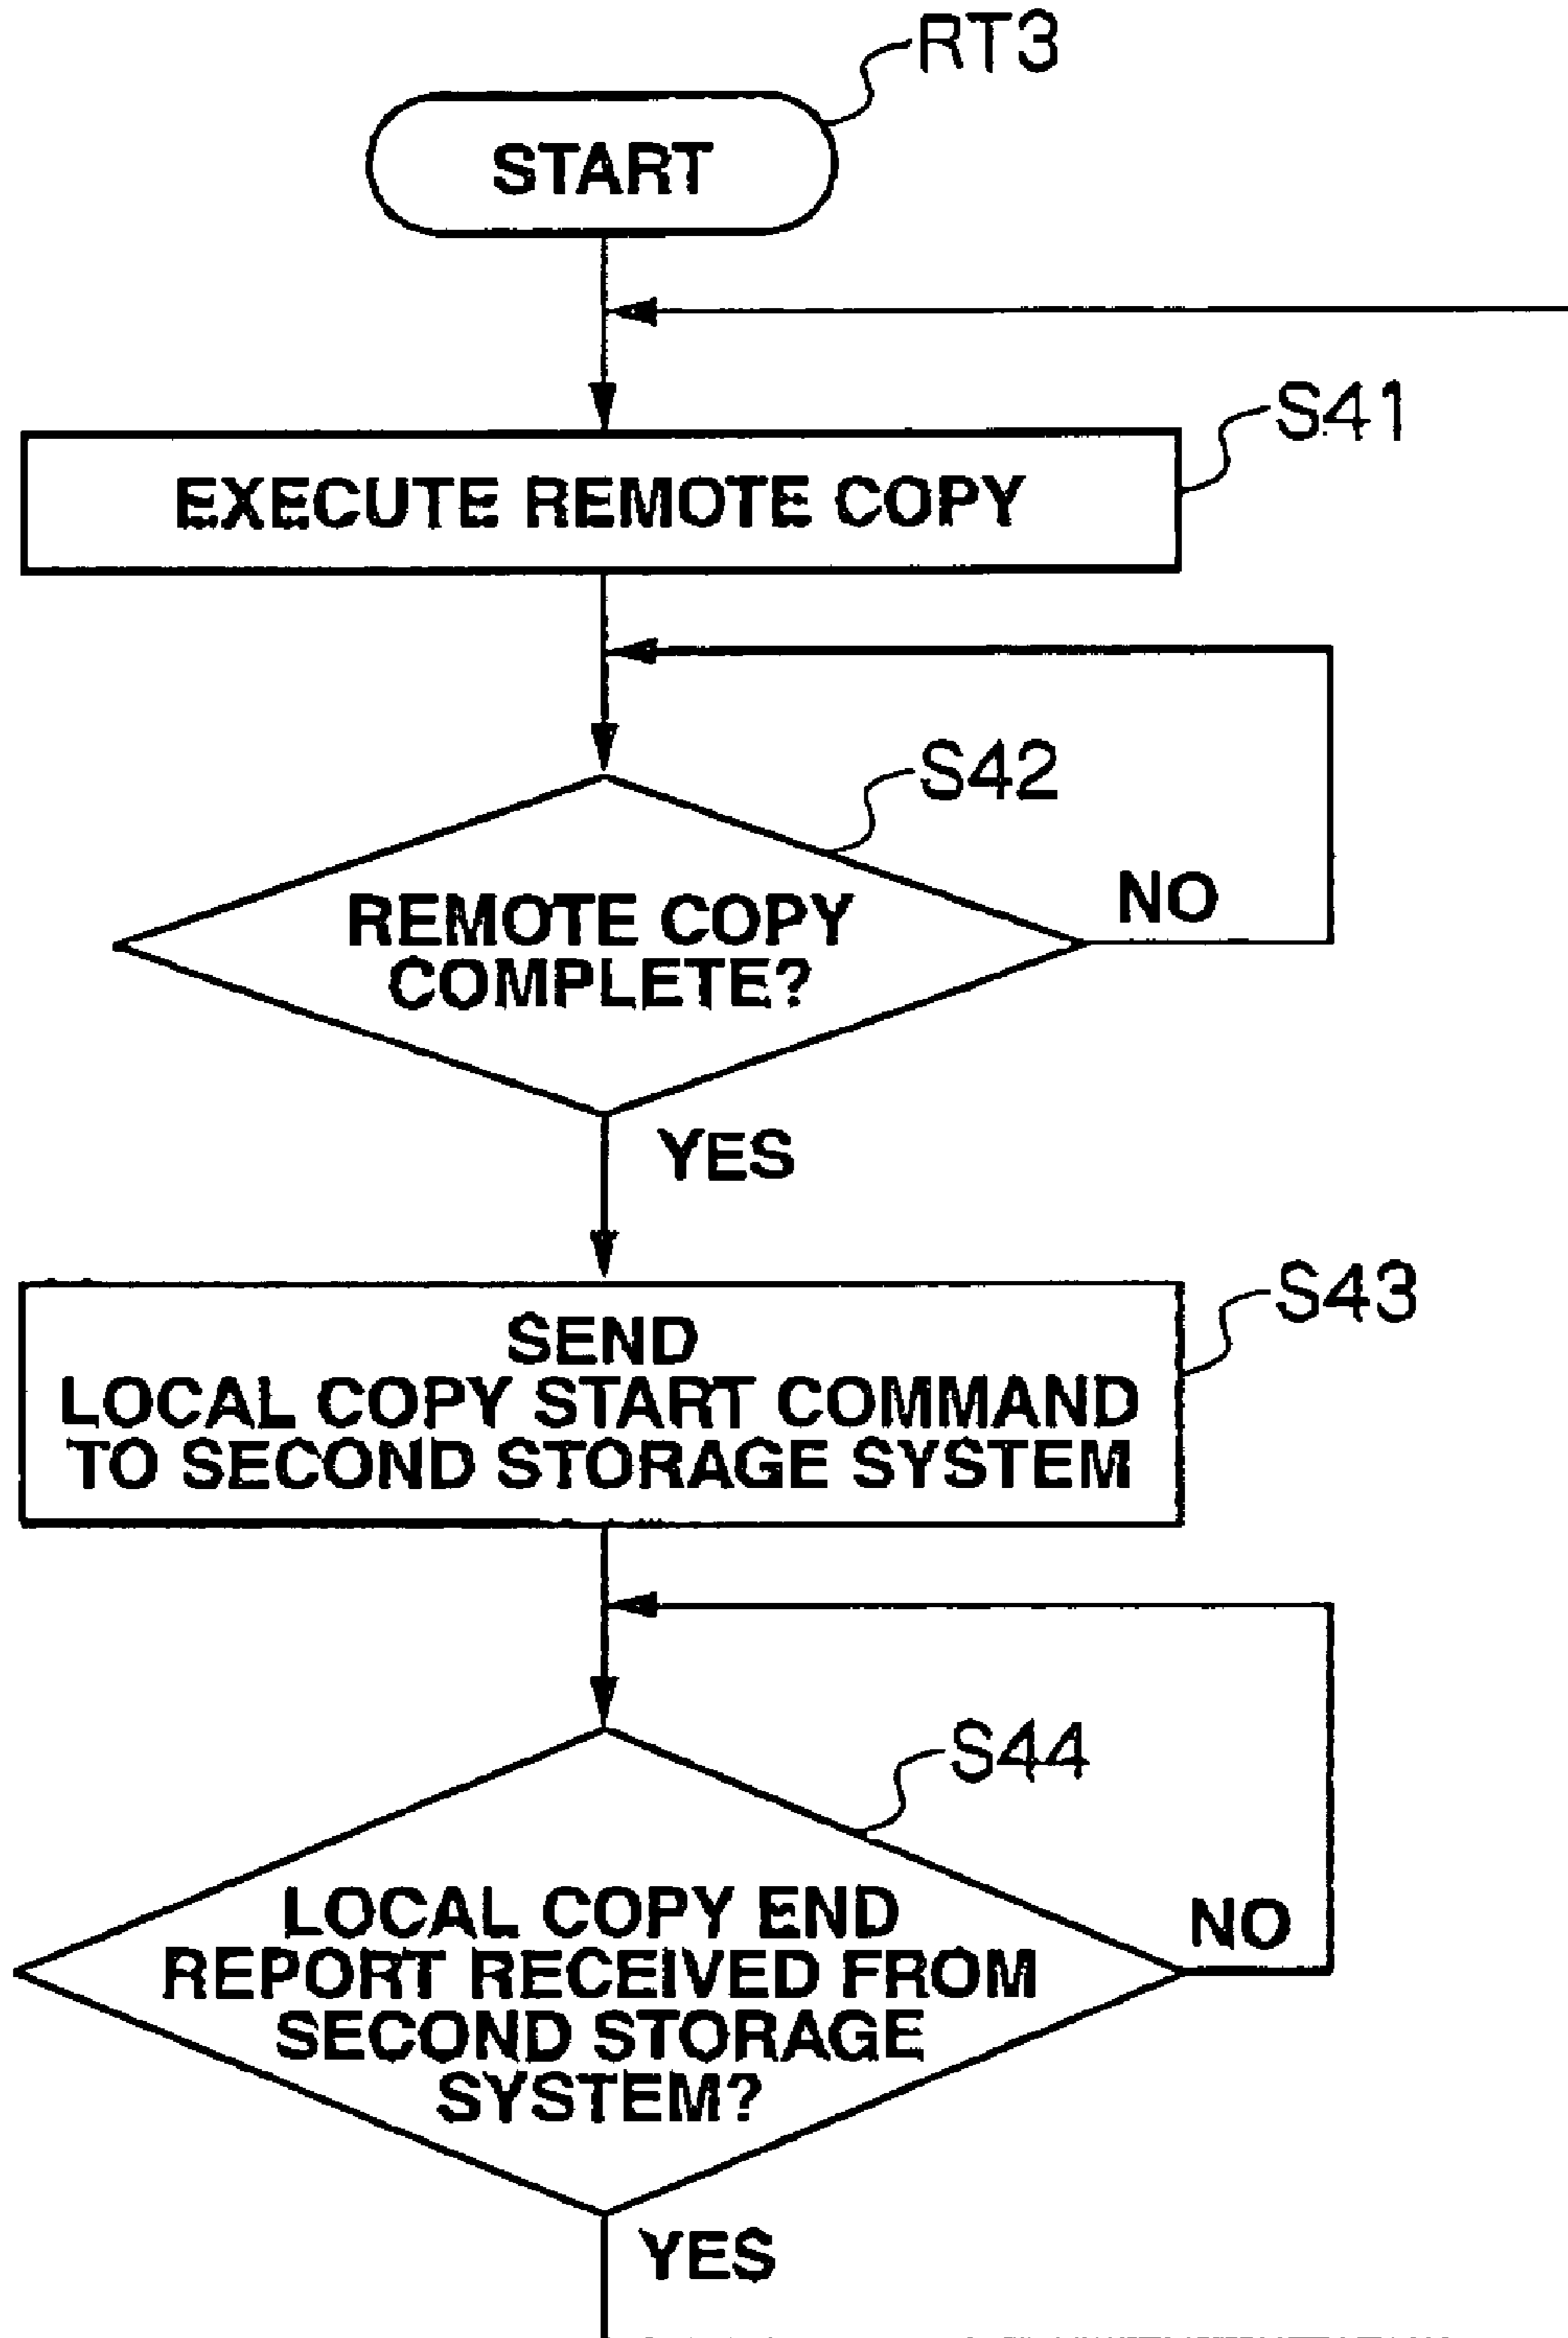 RT3
START
S41
EXECUTE REMOTE COPY
S42
REMOTE COPY
COMPLETE?
NO
YES
S43
SEND
LOCAL COPY START COMMAND
TO SECOND STORAGE SYSTEM
S44
LOCAL COPY END
REPORT RECEIVED FROM
SECOND STORAGE
SYSTEM?
NO
YES